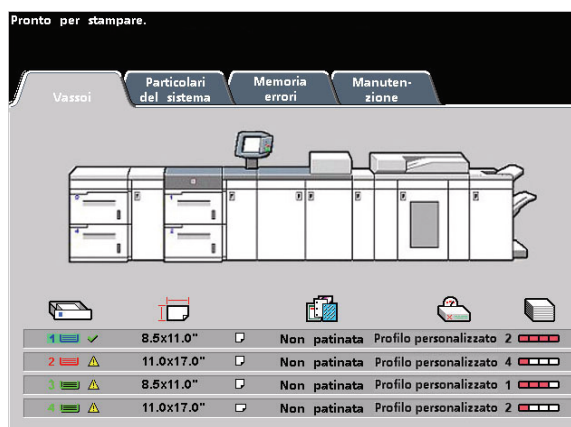 Pronto per stampare.
Vassoi
Particolari del sistema
Memoria errori
Manuten-
zione
1 8.5x11.0" Non patinata Profilo personalizzato 2
2 11.0x17.0" Non patinata Profilo personalizzato 4
3 8.5x11.0" Non patinata Profilo personalizzato 1
4 11.0x17.0" Non patinata Profilo personalizzato 2